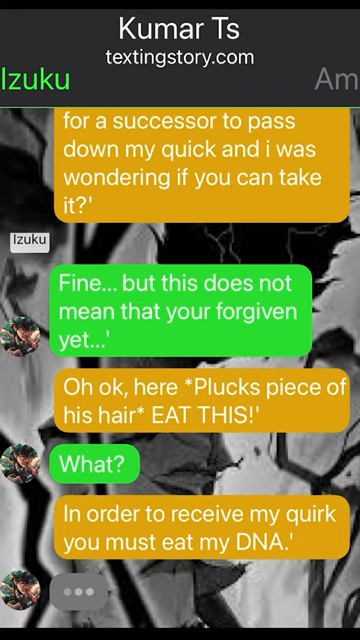 Kumar Ts
textingstory.com
Izuku
Am
for a successor to pass
down my quick and i was
wondering if you can take
it?'
Izuku
Fine... but this does not
mean that your forgiven
yet...'
Oh ok, here *Plucks piece of
his hair* EAT THIS!'
What?
In order to receive my quirk
you must eat my DNA.'